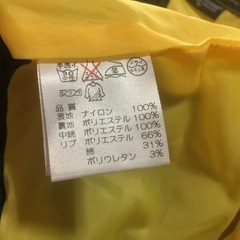 品質
表地 ナイロン 100%
裏地 ポリエステル 100%
中綿 ポリエステル 100%
リブ ポリエステル 66%
綿 31%
ポリウレタン 3%